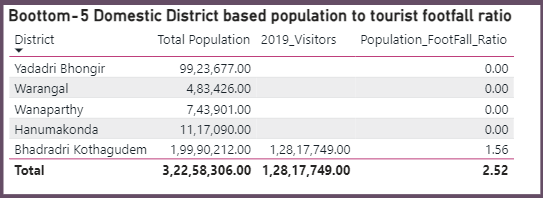 Boottom-5 Domestic District based population to tourist footfall ratio
District Total Population 2019_Visitors Population_FootFall_Ratio
Yadadri Bhongir 99,23,677.00 0.00
Warangal 4,83,426.00 0.00
Wanaparthy 7,43,901.00 0.00
Hanumakonda 11,17,090.00 0.00
Bhadradri Kothagudem 1,99,90,212.00 1,28,17,749.00 1.56
Total 3,22,58,306.00 1,28,17,749.00 2.52